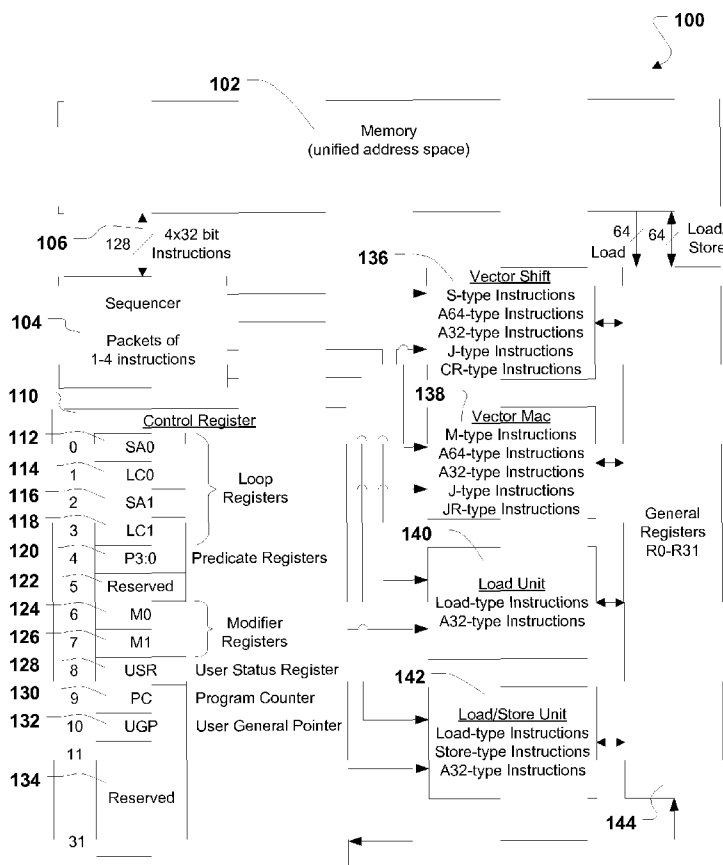 100
102
Memory
(unified address space)
106
128
4x32 bit
Instructions
64
Load
64
Load/
Store
136
Vector Shift
S-type Instructions
A64-type Instructions
A32-type Instructions
J-type Instructions
CR-type Instructions
Sequencer
104
Packets of
1-4 instructions
110
Control Register
112
0 SA0
114
1 LC0
Loop
Registers
116
2 SA1
118
3 LC1
120
4 P3:0 Predicate Registers
122
5 Reserved
124
6 M0
Modifier
Registers
126
7 M1
128
8 USR User Status Register
130
9 PC Program Counter
132
10 UGP User General Pointer
11
134
Reserved
31
138
Vector Mac
M-type Instructions
A64-type Instructions
A32-type Instructions
J-type Instructions
JR-type Instructions
140
Load Unit
Load-type Instructions
A32-type Instructions
142
Load/Store Unit
Load-type Instructions
Store-type Instructions
A32-type Instructions
General
Registers
R0-R31
144